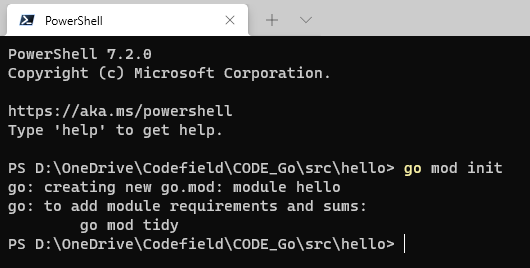 PowerShell
PowerShell 7.2.0
Copyright (c) Microsoft Corporation.
https://aka.ms/powershell
Type 'help' to get help.
PS D:\OneDrive\Codefield\CODE_Go\src\hello> go mod init
go: creating new go.mod: module hello
go: to add module requirements and sums:
        go mod tidy
PS D:\OneDrive\Codefield\CODE_Go\src\hello>